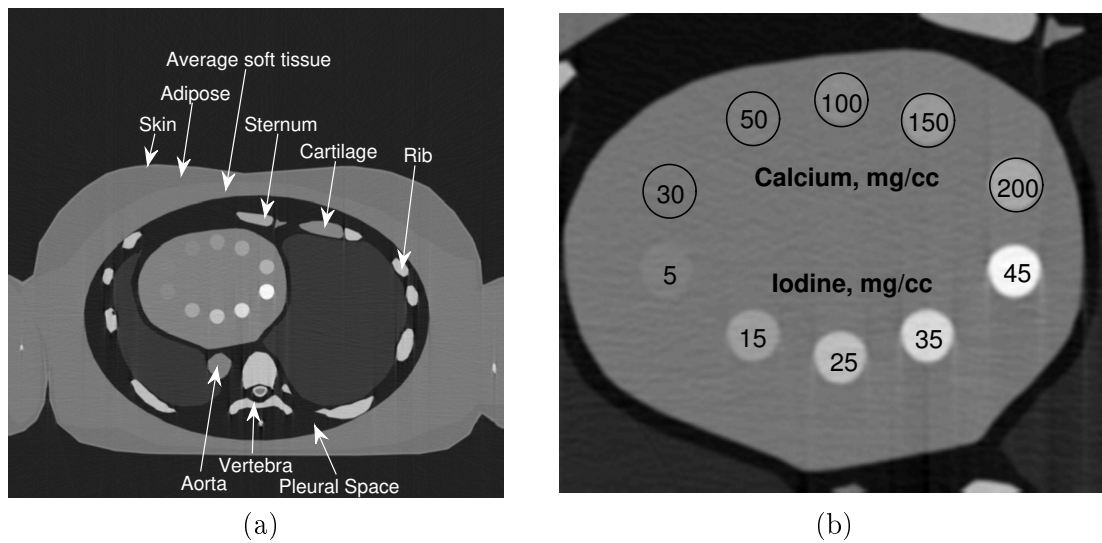 Average soft tissue
Adipose
Skin
Sternum
Cartilage
Rib
Vertebra
Aorta
Pleural Space
(a)
100
50
150
Calcium, mg/cc
30
200
5
Iodine, mg/cc
45
15
25
35
(b)